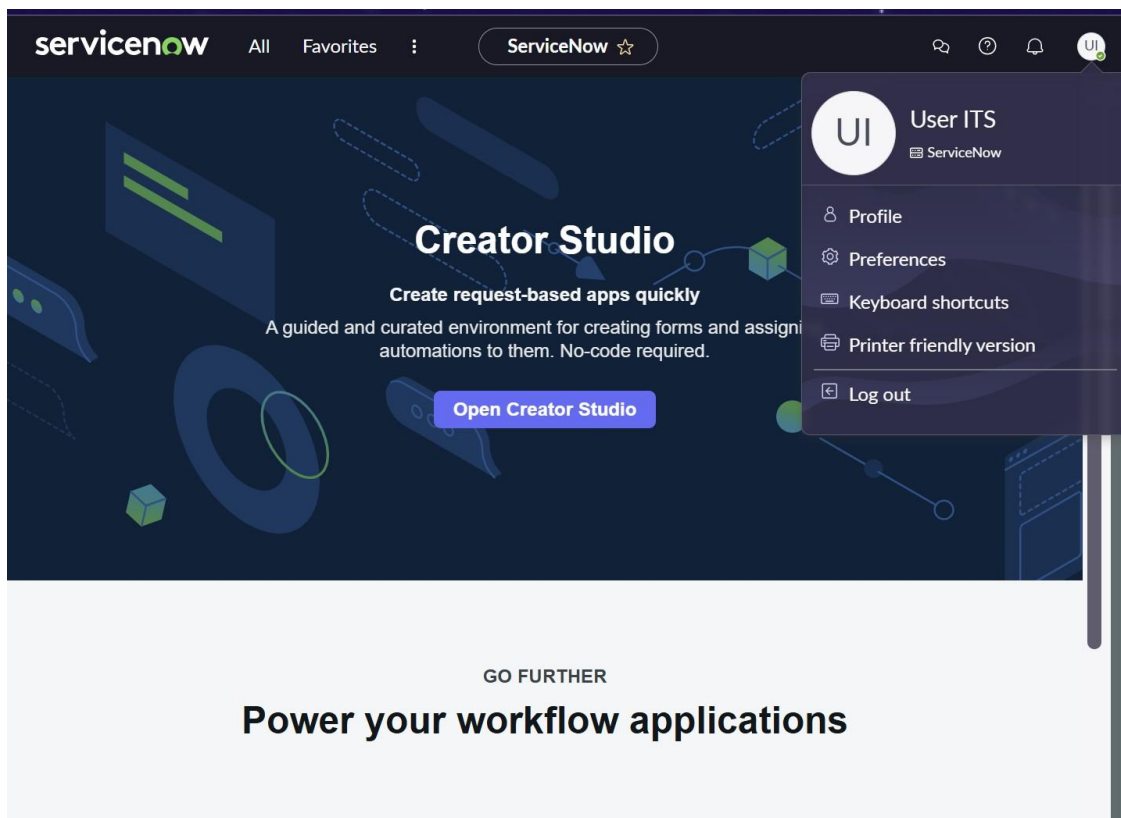 servicenow All Favorites ServiceNow
UI
UI
User ITS
ServiceNow
Profile
Preferences
Keyboard shortcuts
Printer friendly version
Log out
Creator Studio
Create request-based apps quickly
A guided and curated environment for creating forms and assigni
automations to them. No-code required.
Open Creator Studio
GO FURTHER
Power your workflow applications